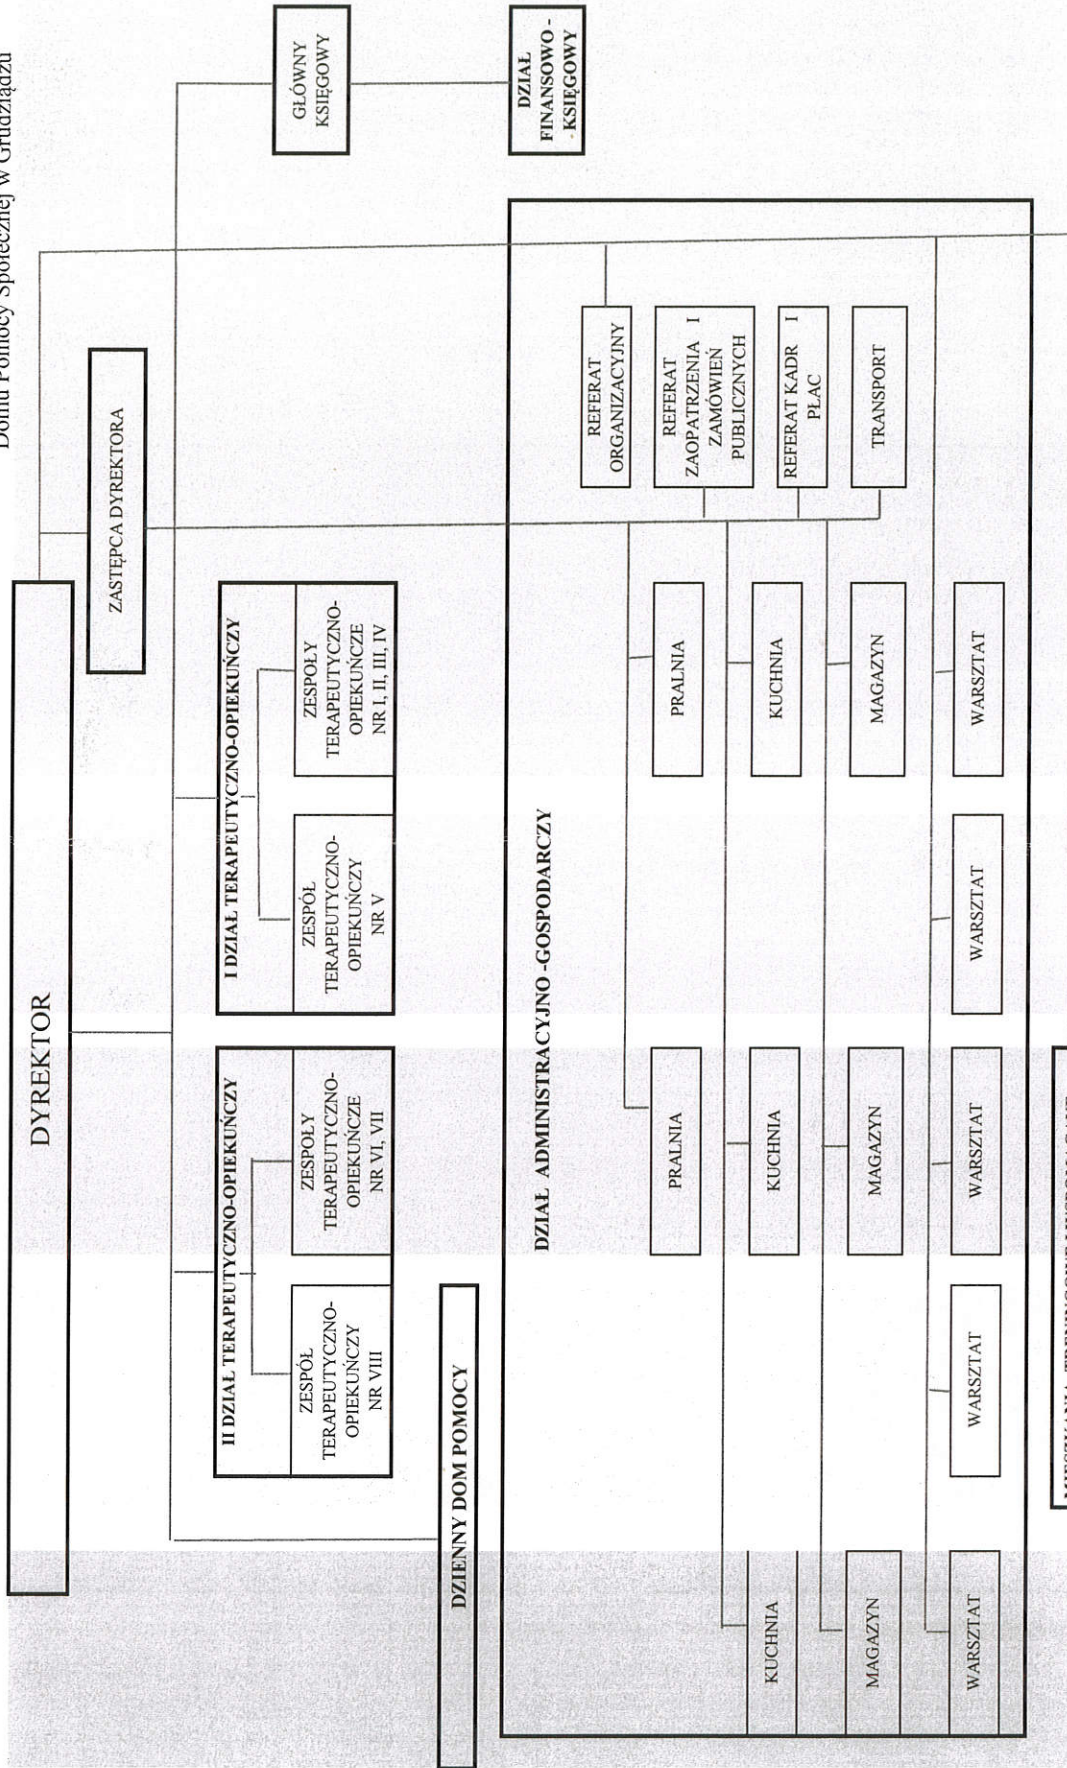 Domu Pomocy Społecznej w Grudziądzu
DYREKTOR
ZASTĘPCA DYREKTORA
GŁÓWNY
KSIĘGOWY
DZIAŁ
FINANSOWO -
- KSIĘGOWY
II DZIAŁ TERAPEUTYCZNO-OPIEKUŃCZY
ZESPÓŁ
TERAPEUTYCZNO-
OPIEKUŃCZY
NR VIII
ZESPOŁY
TERAPEUTYCZNO-
OPIEKUŃCZE
NR VI, VII
I DZIAŁ TERAPEUTYCZNO-OPIEKUŃCZY
ZESPÓŁ
TERAPEUTYCZNO-
OPIEKUŃCZY
NR V
ZESPOŁY
TERAPEUTYCZNO-
OPIEKUŃCZE
NR I, II, III, IV
DZIENNY DOM POMOCY
DZIAŁ ADMINISTRACYJNO -GOSPODARCZY
REFERAT
ORGANIZACYJNY
REFERAT
ZAOPATRZENIA I
ZAMÓWIEŃ
PUBLICZNYCH
REFERAT KADR I
PŁAC
TRANSPORT
PRALNIA
PRALNIA
KUCHNIA
KUCHNIA
KUCHNIA
MAGAZYN
MAGAZYN
MAGAZYN
WARSZTAT
WARSZTAT
WARSZTAT
WARSZTAT
WARSZTAT